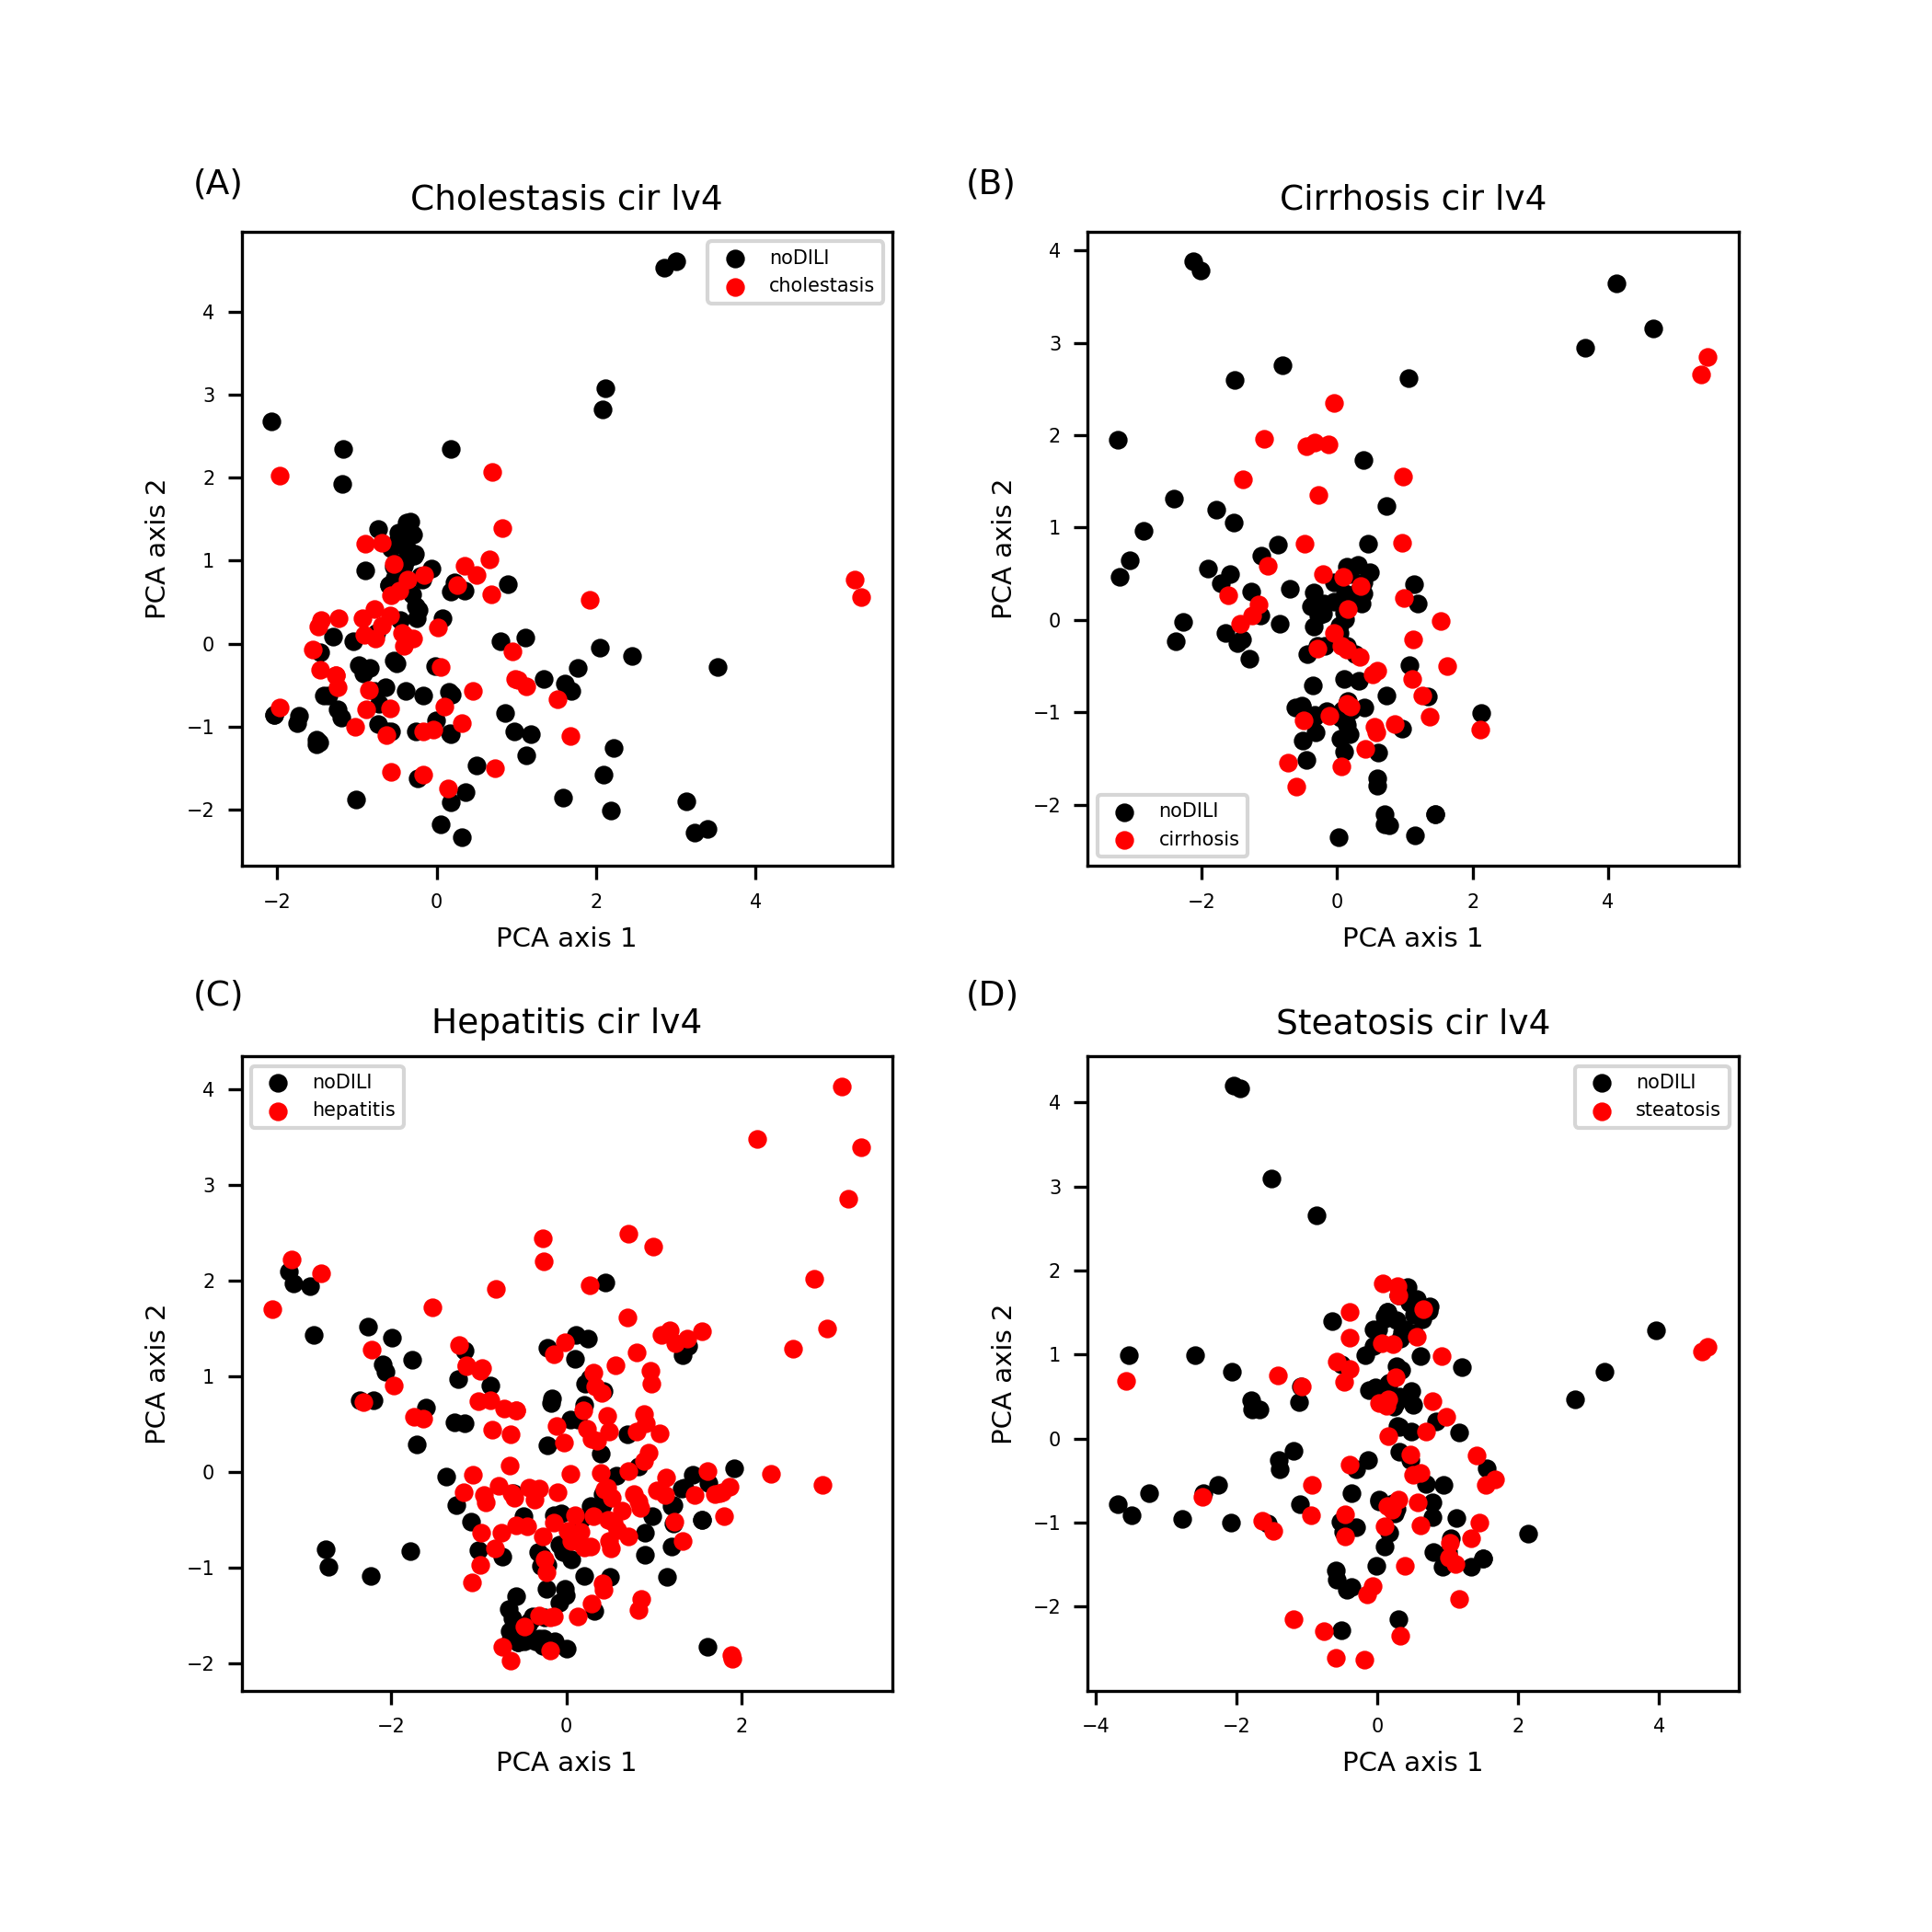 (A)
Cholestasis cir lv4
noDILI
cholestasis
4
3
2
1
0
−1
−2
PCA axis 2
−2 0 2 4
PCA axis 1
(B)
Cirrhosis cir lv4
4
3
2
1
0
−1
−2
PCA axis 2
noDILI
cirrhosis
−2 0 2 4
PCA axis 1
(C)
Hepatitis cir lv4
noDILI
hepatitis
4
3
2
1
0
−1
−2
PCA axis 2
−2 0 2
PCA axis 1
(D)
Steatosis cir lv4
noDILI
steatosis
4
3
2
1
0
−1
−2
PCA axis 2
−4 −2 0 2 4
PCA axis 1